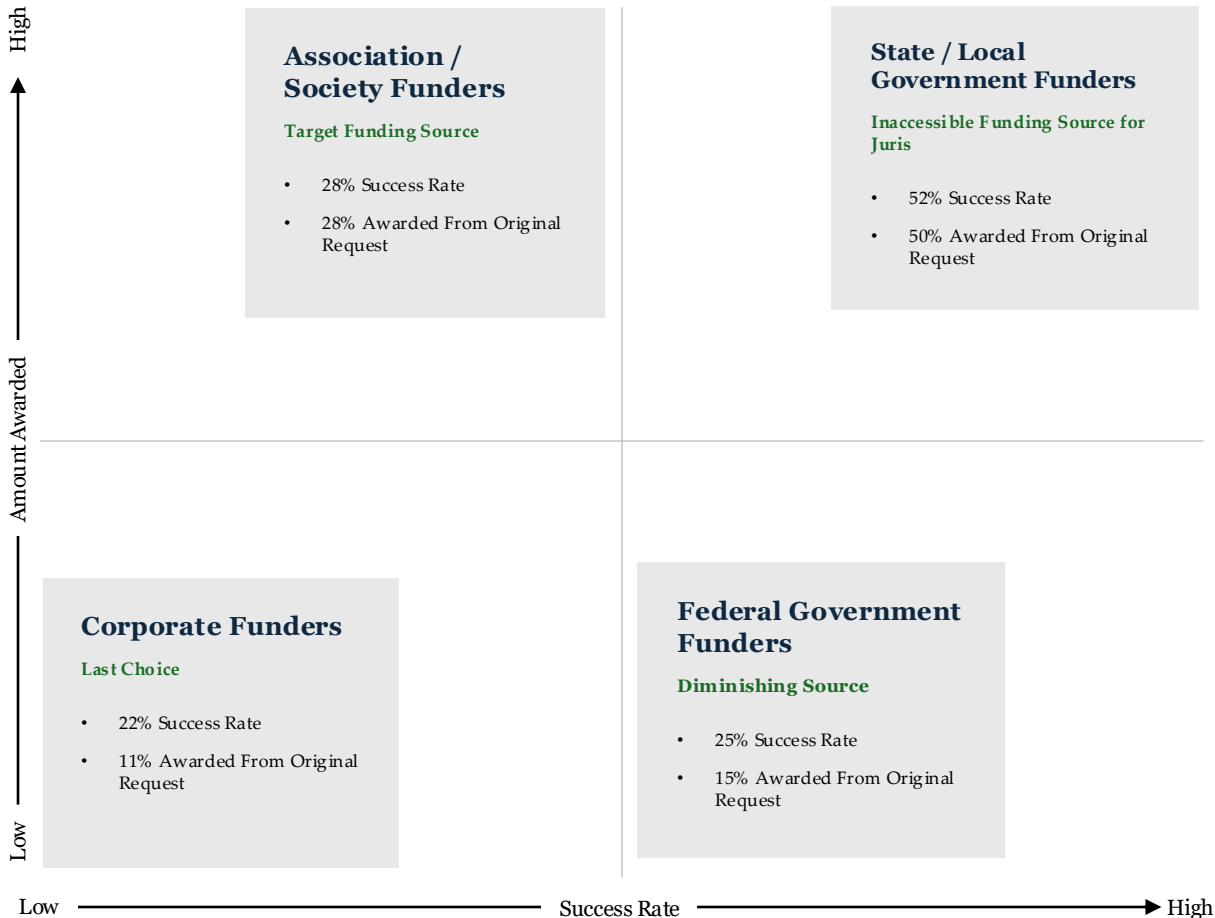 High
Amount Awarded
Low
Association /
Society Funders
Target Funding Source
• 28% Success Rate
• 28% Awarded From Original
Request
State / Local
Government Funders
Inaccessible Funding Source for
Juris
• 52% Success Rate
• 50% Awarded From Original
Request
Corporate Funders
Last Choice
• 22% Success Rate
• 11% Awarded From Original
Request
Federal Government
Funders
Diminishing Source
• 25% Success Rate
• 15% Awarded From Original
Request
Low
Success Rate
High